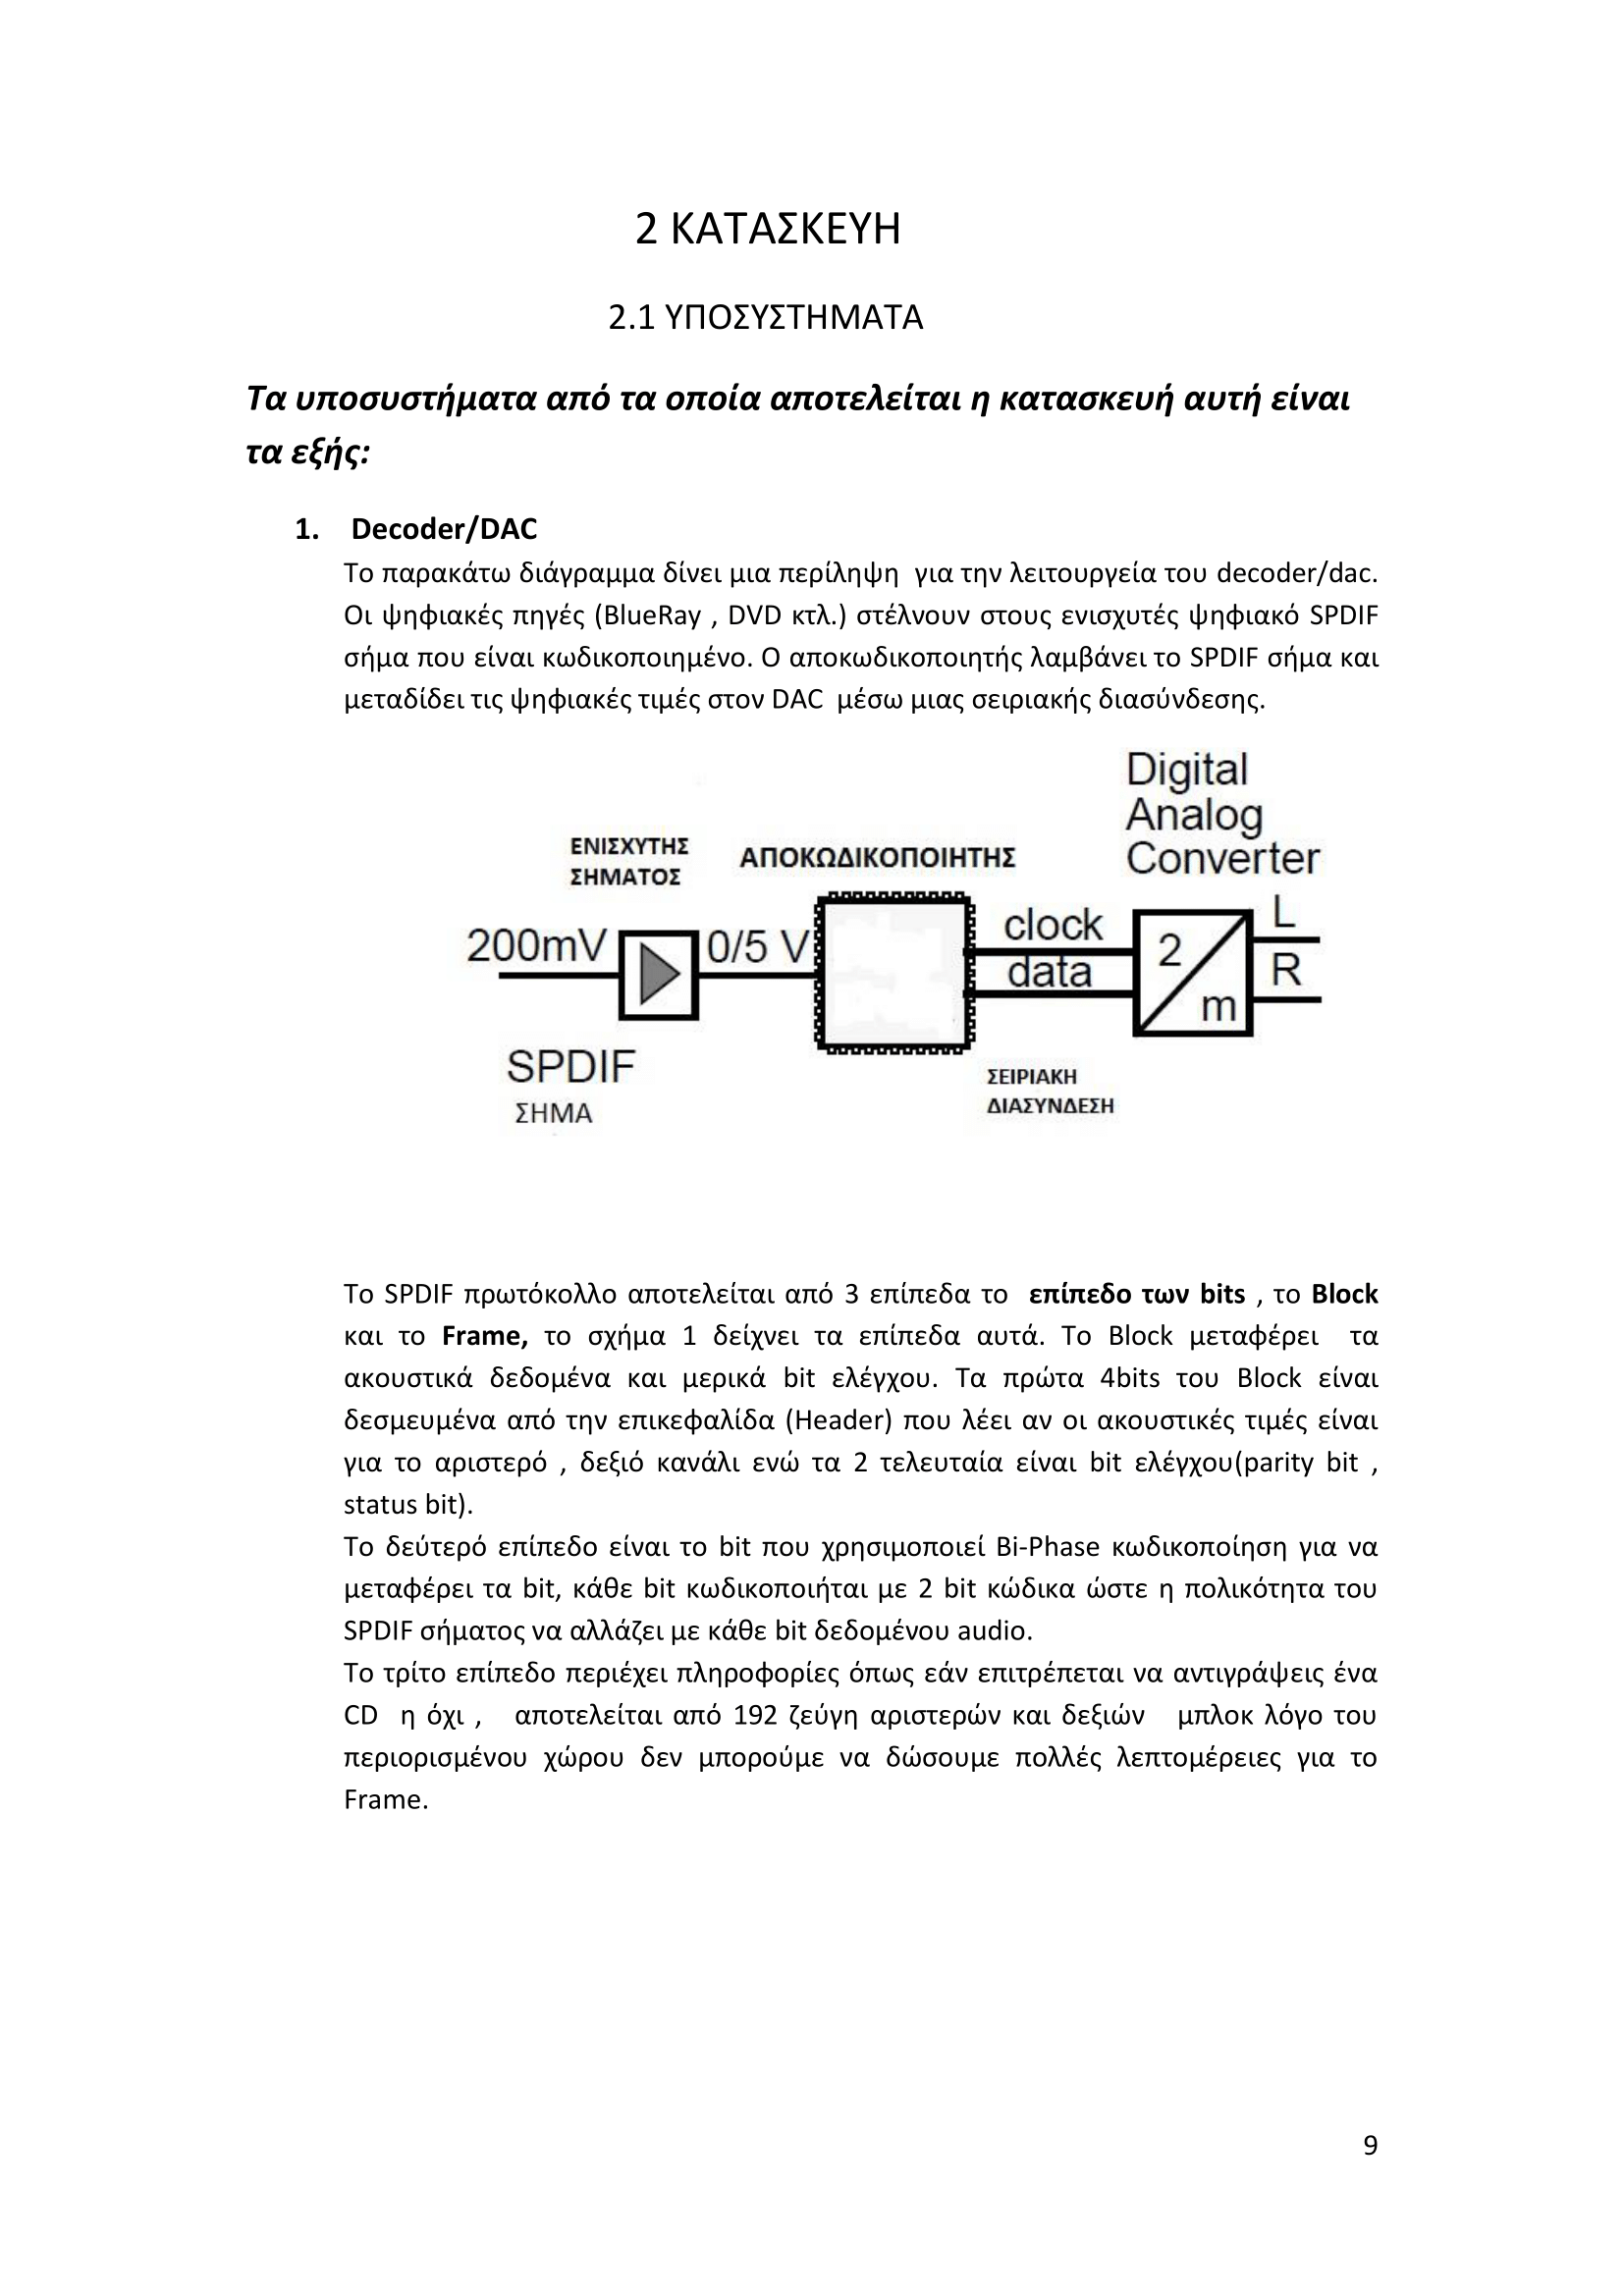 2 ΚΑΤΑΣΚΕΥΗ
2.1 ΥΠΟΣΥΣΤΗΜΑΤΑ
Τα υποσυστήματα από τα οποία αποτελείται η κατασκευή αυτή είναι
τα εξής:
1. Decoder/DAC
Το παρακάτω διάγραμμα δίνει μια περίληψη για την λειτουργεία του decoder/dac.
Οι ψηφιακές πηγές (BlueRay , DVD κτλ.) στέλνουν στους ενισχυτές ψηφιακό SPDIF
σήμα που είναι κωδικοποιημένο. Ο αποκωδικοποιητής λαμβάνει το SPDIF σήμα και
μεταδίδει τις ψηφιακές τιμές στον DAC μέσω μιας σειριακής διασύνδεσης.
Digital
Analog
Converter
ΕΝΙΣΧΥΤΗΣ
ΣΗΜΑΤΟΣ
ΑΠΟΚΩΔΙΚΟΠΟΙΗΤΗΣ
200mV
0/5 V
clock
data
2
m
L
R
SPDIF
ΣΗΜΑ
ΣΕΙΡΙΑΚΗ
ΔΙΑΣΥΝΔΕΣΗ
Το SPDIF πρωτόκολλο αποτελείται από 3 επίπεδα το επίπεδο των bits , το Block
και το Frame, το σχήμα 1 δείχνει τα επίπεδα αυτά. Το Block μεταφέρει τα
ακουστικά δεδομένα και μερικά bit ελέγχου. Τα πρώτα 4bits του Block είναι
δεσμευμένα από την επικεφαλίδα (Header) που λέει αν οι ακουστικές τιμές είναι
για το αριστερό , δεξιό κανάλι ενώ τα 2 τελευταία είναι bit ελέγχου(parity bit ,
status bit).
Το δεύτερό επίπεδο είναι το bit που χρησιμοποιεί Bi-Phase κωδικοποίηση για να
μεταφέρει τα bit, κάθε bit κωδικοποιήται με 2 bit κώδικα ώστε η πολικότητα του
SPDIF σήματος να αλλάζει με κάθε bit δεδομένου audio.
Το τρίτο επίπεδο περιέχει πληροφορίες όπως εάν επιτρέπεται να αντιγράψεις ένα
CD η όχι , αποτελείται από 192 ζεύγη αριστερών και δεξιών μπλοκ λόγο του
περιορισμένου χώρου δεν μπορούμε να δώσουμε πολλές λεπτομέρειες για το
Frame.
9